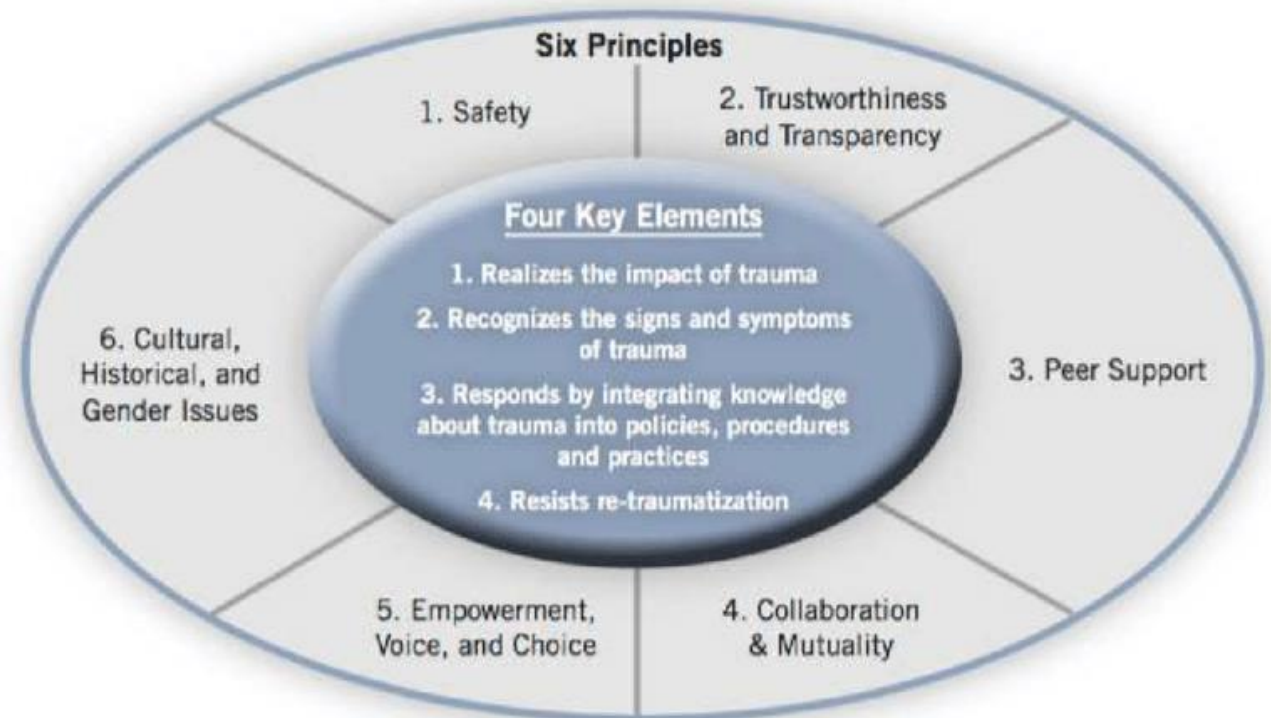 Six Principles
1. Safety
2. Trustworthiness
and Transparency
Four Key Elements
1. Realizes the impact of trauma
2. Recognizes the signs and symptoms
of trauma
3. Responds by integrating knowledge
about trauma into policies, procedures
and practices
4. Resists re-traumatization
3. Peer Support
4. Collaboration
& Mutuality
5. Empowerment,
Voice, and Choice
6. Cultural,
Historical, and
Gender Issues